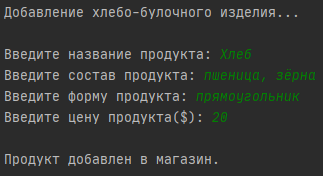 Добавление хлебо-булочного изделия...
Введите название продукта: Хлеб
Введите состав продукта: пшеница, зёрна
Введите форму продукта: прямоугольник
Введите цену продукта($): 20
Продукт добавлен в магазин.